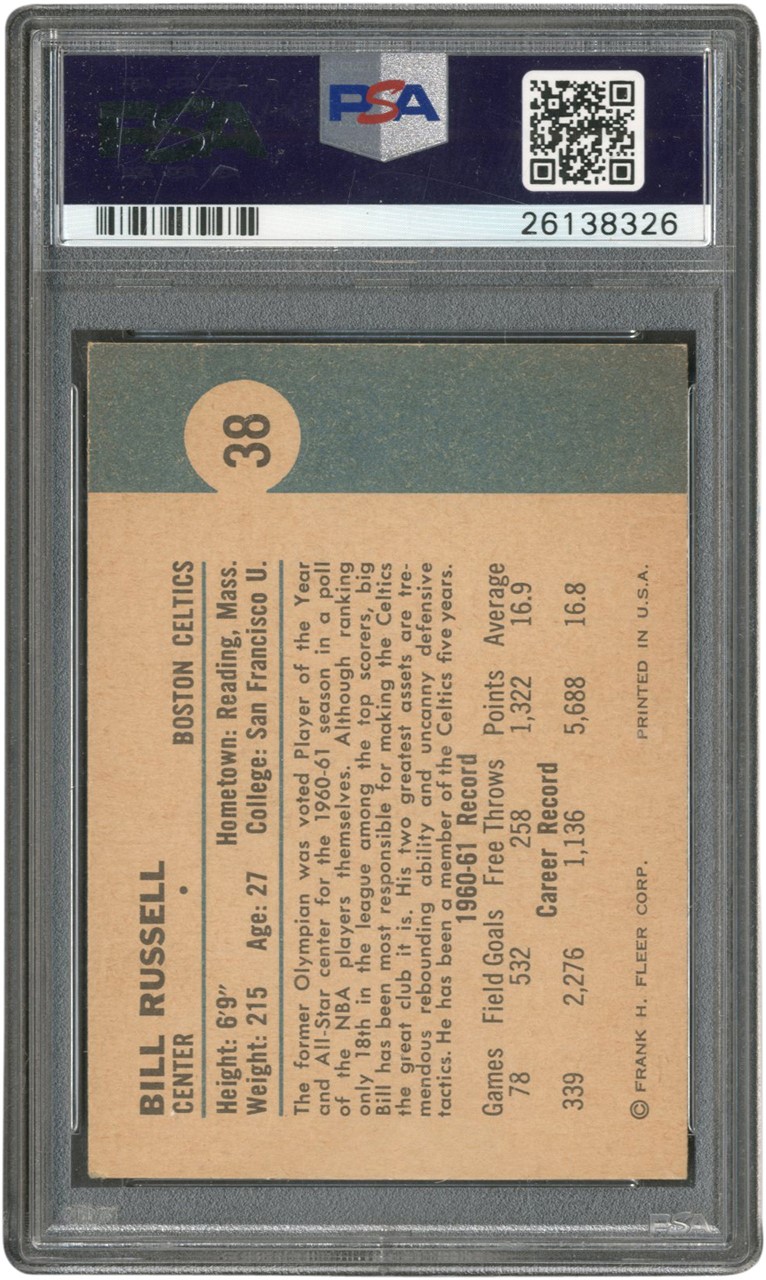 PSA
PSA
26138326
38
BILL RUSSELL
CENTER • BOSTON CELTICS
Height: 6'9" Hometown: Reading, Mass.
Weight: 215 Age: 27 College: San Francisco U.
The former Olympian was voted Player of the Year
and All-Star center for the 1960-61 season in a poll
of the NBA players themselves. Although ranking
only 18th in the league among the top scorers, big
Bill has been most responsible for making the Celtics
the great club it is. His two greatest assets are tre-
mendous rebounding ability and uncanny defensive
tactics. He has been a member of the Celtics five years.
1960-61 Record
Games Field Goals Free Throws Points Average
78 532 258 1,322 16.9
Career Record
339 2,276 1,136 5,688 16.8
© FRANK H. FLEER CORP. PRINTED IN U.S.A.
PSA